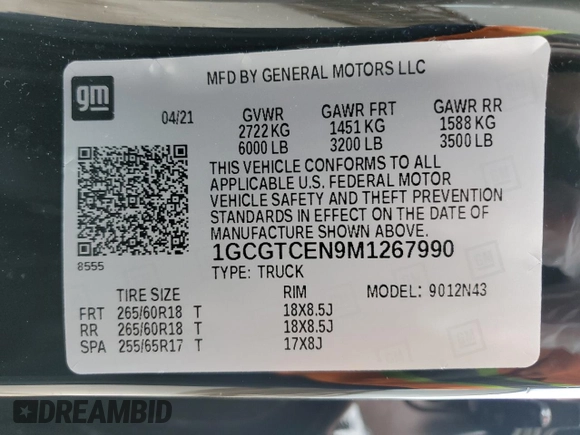 gm
MFD BY GENERAL MOTORS LLC
04/21
GVWR GAWR FRT GAWR RR
2722 KG 1451 KG 1588 KG
6000 LB 3200 LB 3500 LB
THIS VEHICLE CONFORMS TO ALL
APPLICABLE U.S. FEDERAL MOTOR
VEHICLE SAFETY AND THEFT PREVENTION
STANDARDS IN EFFECT ON THE DATE OF
MANUFACTURE SHOWN ABOVE.
8555
1GCGTCEN9M1267990
TYPE: TRUCK
TIRE SIZE RIM MODEL: 9012N43
FRT 265/60R18 T 18X8.5J
RR 265/60R18 T 18X8.5J
SPA 255/65R17 T 17X8J
DREAMBID